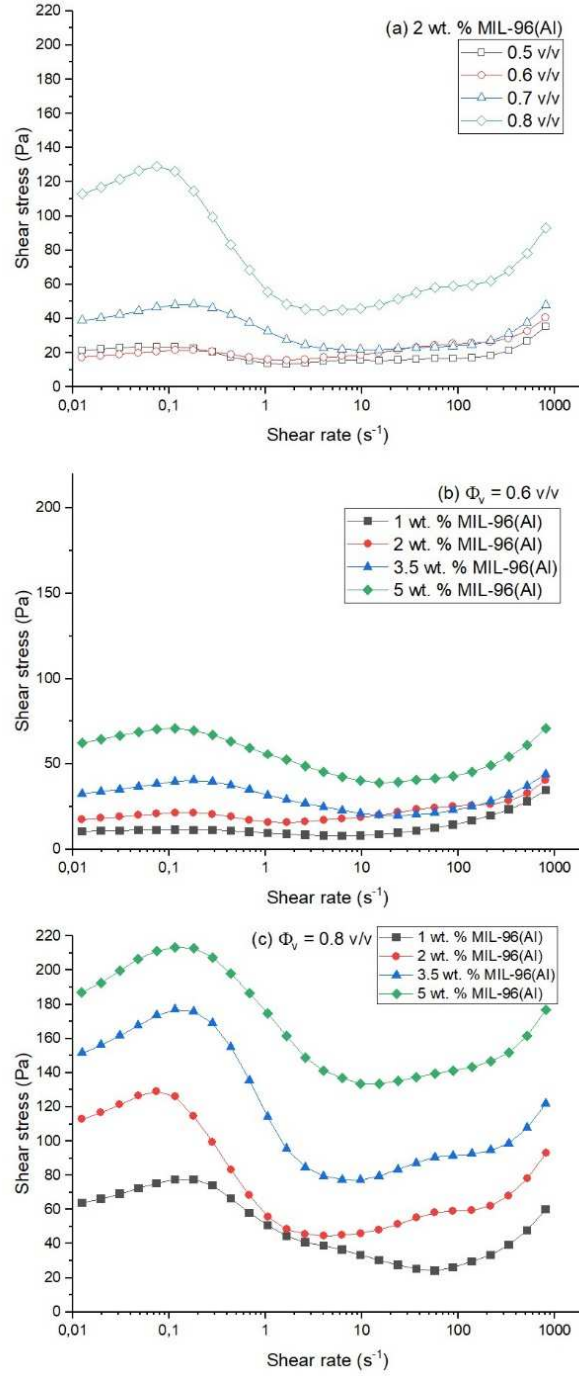 (a) 2 wt. % MIL-96(Al)
0.5 v/v
0.6 v/v
0.7 v/v
0.8 v/v
220
200
180
160
140
120
100
80
60
40
20
0
Shear stress (Pa)
0,01 0,1 1 10 100 1000
Shear rate (s⁻¹)
(b) Φᵥ = 0.6 v/v
1 wt. % MIL-96(Al)
2 wt. % MIL-96(Al)
3.5 wt. % MIL-96(Al)
5 wt. % MIL-96(Al)
200
150
100
50
0
Shear stress (Pa)
0,01 0,1 1 10 100 1000
Shear rate (s⁻¹)
(c) Φᵥ = 0.8 v/v
1 wt. % MIL-96(Al)
2 wt. % MIL-96(Al)
3.5 wt. % MIL-96(Al)
5 wt. % MIL-96(Al)
220
200
180
160
140
120
100
80
60
40
20
0
Shear stress (Pa)
0,01 0,1 1 10 100 1000
Shear rate (s⁻¹)